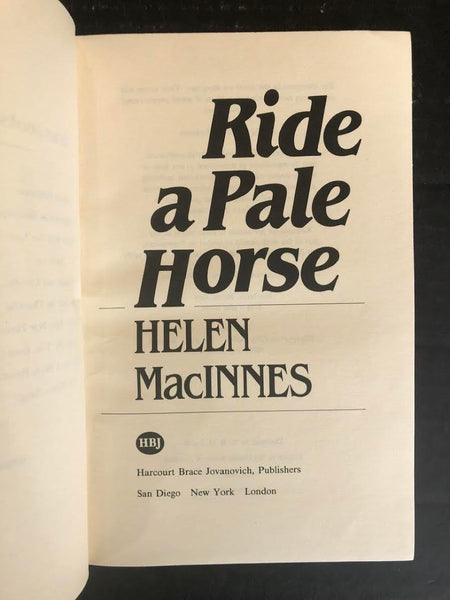 Ride
a Pale
Horse
HELEN
MacINNES
HBJ
Harcourt Brace Jovanovich, Publishers
San Diego New York London